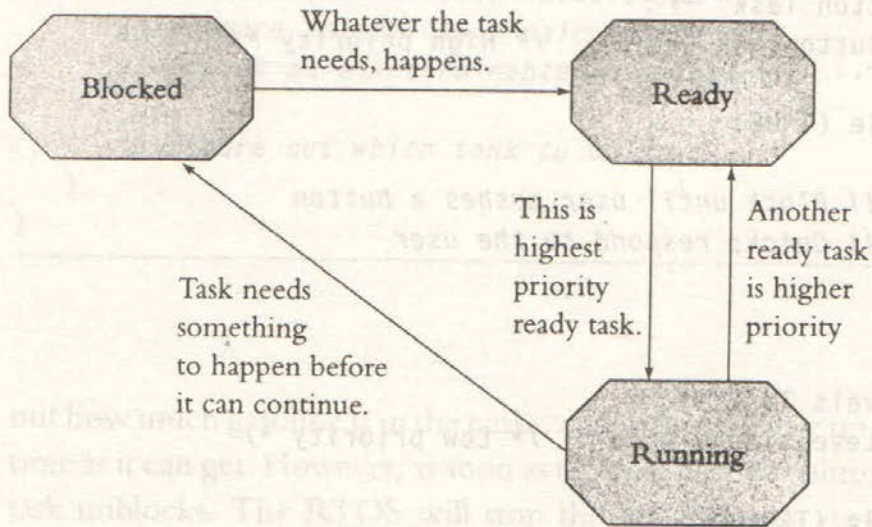 Whatever the task
needs, happens.
Blocked
Ready
This is
highest
priority
ready task.
Another
ready task
is higher
priority
Task needs
something
to happen before
it can continue.
Running